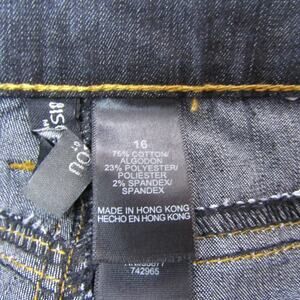 16
75% COTTON/
ALGODON
23% POLYESTER/
POLIESTER
2% SPANDEX/
SPANDEX
MADE IN HONG KONG
HECHO EN HONG KONG
742965